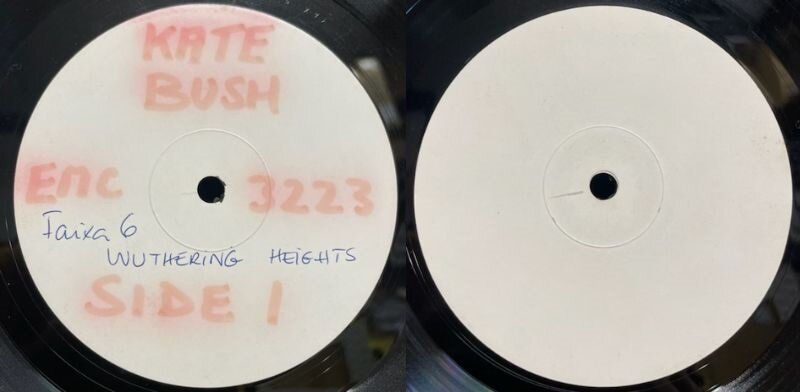 KATE
BUSH
EMC 3223
Faixa 6
WUTHERING HEIGHTS
SIDE 1